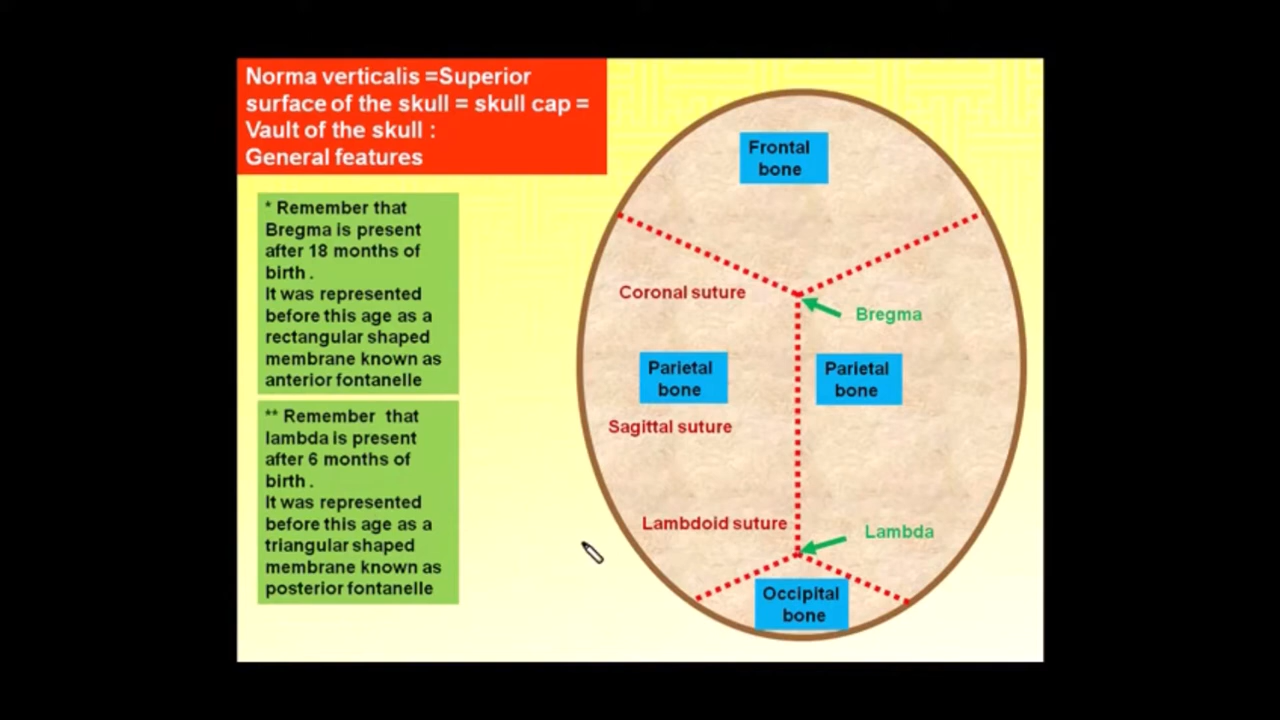 Norma verticalis =Superior
surface of the skull = skull cap =
Vault of the skull :
General features
* Remember that
Bregma is present
after 18 months of
birth .
It was represented
before this age as a
rectangular shaped
membrane known as
anterior fontanelle
** Remember that
lambda is present
after 6 months of
birth .
It was represented
before this age as a
triangular shaped
membrane known as
posterior fontanelle
Frontal
bone
Coronal suture
Bregma
Parietal
bone
Parietal
bone
Sagittal suture
Lambdoid suture
Lambda
Occipital
bone